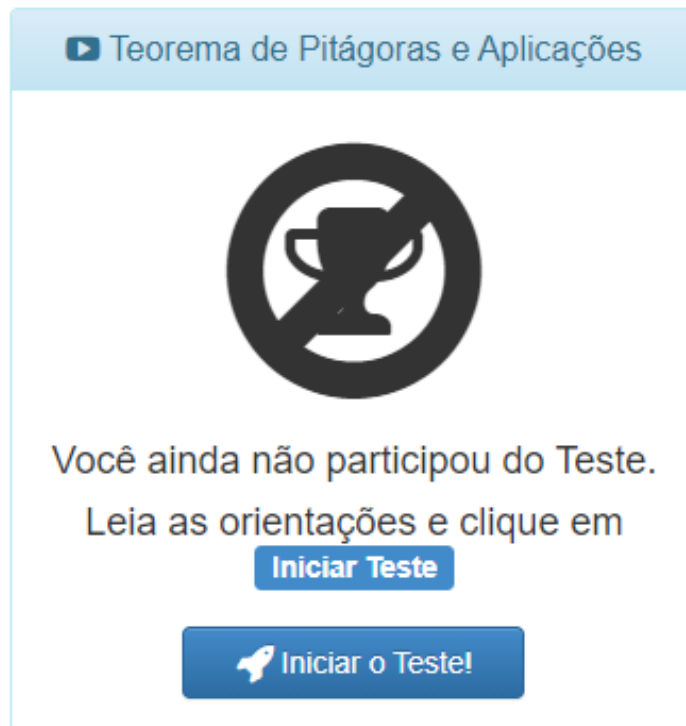 Teorema de Pitágoras e Aplicações
Você ainda não participou do Teste.
Leia as orientações e clique em
Iniciar Teste
Iniciar o Teste!